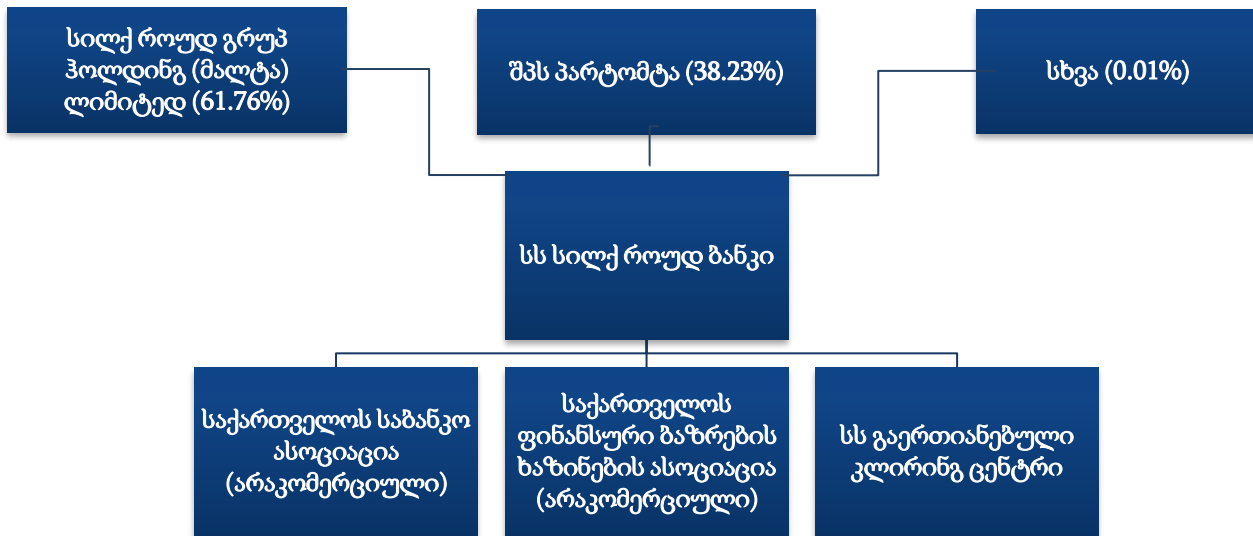 სილქ როუდ გრუპ
ჰოლდინგ (მალტა)
ლიმიტედ (61.76%)
შპს პარტომტა (38.23%)
სხვა (0.01%)
სს სილქ როუდ ბანკი
საქართველოს საბანკო
ასოციაცია
(არაკომერციული)
საქართველოს
ფინანსური ბაზრების
ხაზინების ასოციაცია
(არაკომერციული)
სს გაერთიანებული
კლირინგ ცენტრი